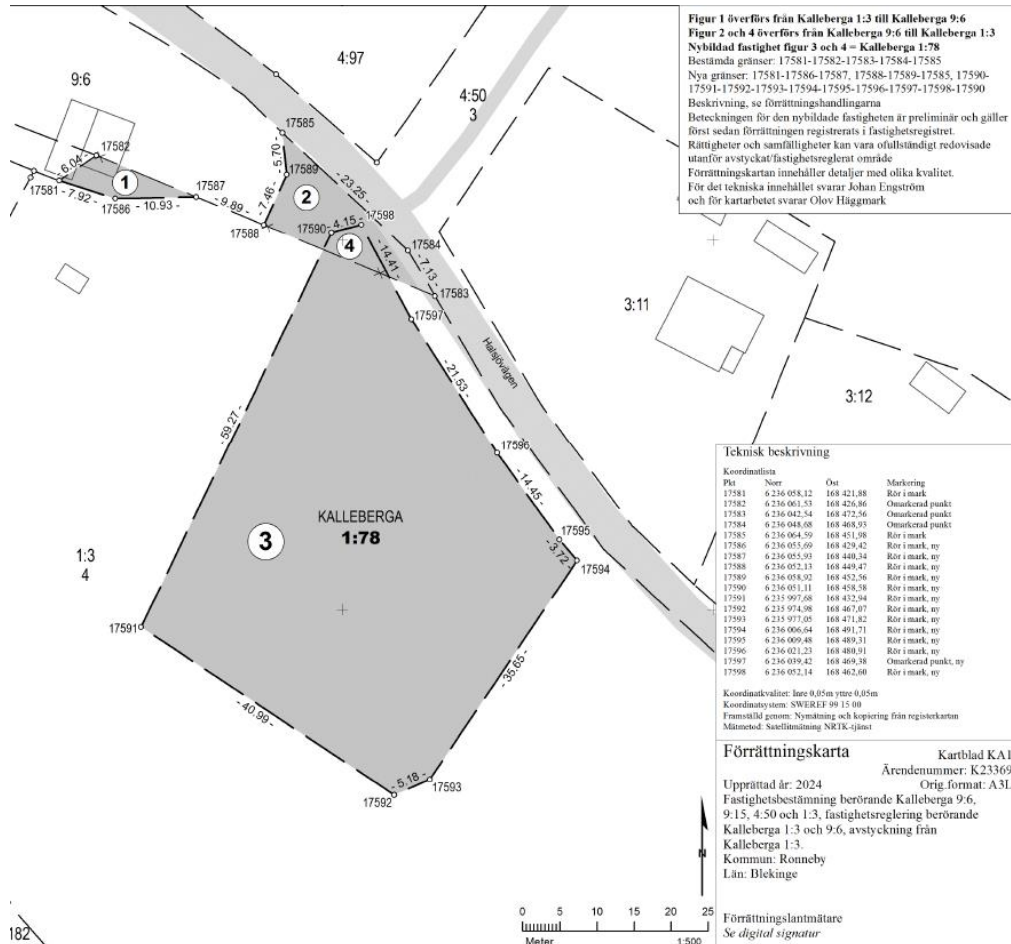 Figur 1 överförs från Kalleberga 1:3 till Kalleberga 9:6
Figur 2 och 4 överförs från Kalleberga 9:6 till Kalleberga 1:3
Nybildad fastighet figur 3 och 4 = Kalleberga 1:78
Bestämda gränser: 17581-17582-17583-17584-17585
Nya gränser: 17581-17586-17587, 17588-17589-17585, 17590-
17591-17592-17593-17594-17595-17596-17597-17598-17590
Beskrivning, se förrättningshandlingarna
Beteckningen för den nybildade fastigheten är preliminär och gäller
först sedan förrättningen registrerats i fastighetsregistret.
Rättigheter och samfälligheter kan vara ofullständigt redovisade
utanför avstyckat/fastighetsreglerat område
Förrättningskartan innehåller detaljer med olika kvalitet.
För det tekniska innehållet svarar Johan Engström
och för kartarbetet svarar Olov Häggmark
4:97
9:6
4:50
3
17585
17582
- 5.70 -
17589
- 6.04 -
1
17587
2
- 23.25 -
17581
- 7.92 -
17586
- 10.93 -
- 9.89 -
- 7.46 -
17588
- 4.15 -
17598
17590
4
17584
- 14.41 -
- 7.13 -
17583
17597
3:11
Halsjövägen
- 21.53 -
3:12
- 59.27 -
17596
- 14.45 -
KALLEBERGA
1:78
3
17595
- 3.72 -
17594
1:3
4
17591
- 35.65 -
- 40.99 -
- 5.18 -
17593
17592
182
N
0 5 10 15 20 25
Meter 1:500
Teknisk beskrivning
Koordinatlista
Pkt Norr Öst Markering
17581 6 236 058,12 168 421,88 Rör i mark
17582 6 236 061,53 168 426,86 Omarkerad punkt
17583 6 236 042,54 168 472,56 Omarkerad punkt
17584 6 236 048,68 168 468,93 Omarkerad punkt
17585 6 236 064,59 168 451,98 Rör i mark
17586 6 236 055,69 168 429,42 Rör i mark, ny
17587 6 236 055,93 168 440,34 Rör i mark, ny
17588 6 236 052,13 168 449,47 Rör i mark, ny
17589 6 236 058,92 168 452,56 Rör i mark, ny
17590 6 236 051,11 168 458,58 Rör i mark, ny
17591 6 235 997,68 168 432,94 Rör i mark, ny
17592 6 235 974,98 168 467,07 Rör i mark, ny
17593 6 235 977,05 168 471,82 Rör i mark, ny
17594 6 236 006,64 168 491,71 Rör i mark, ny
17595 6 236 009,48 168 489,31 Rör i mark, ny
17596 6 236 021,23 168 480,91 Rör i mark, ny
17597 6 236 039,42 168 469,38 Omarkerad punkt, ny
17598 6 236 052,14 168 462,60 Rör i mark, ny
Koordinatkvalitet: Inre 0,05m yttre 0,05m
Koordinatsystem: SWEREF 99 15 00
Framställd genom: Nymätning och kopiering från registerkartan
Mätmetod: Satellitmätning NRTK-tjänst
Förrättningskarta Kartblad KA1
Ärendenummer: K23369
Upprättad år: 2024 Orig.format: A3L
Fastighetsbestämning berörande Kalleberga 9:6,
9:15, 4:50 och 1:3, fastighetsreglering berörande
Kalleberga 1:3 och 9:6, avstyckning från
Kalleberga 1:3.
Kommun: Ronneby
Län: Blekinge
Förrättningslantmätare
Se digital signatur